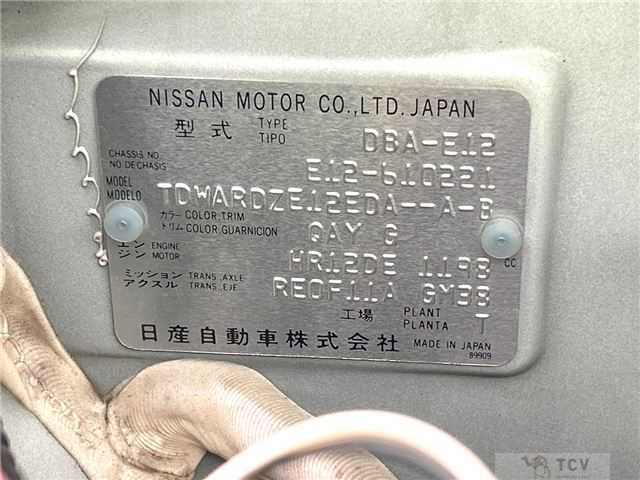 NISSAN MOTOR CO.,LTD. JAPAN
型式 TYPE TIPO DBA-E12
CHASSIS NO. NO.DECHASIS E12-610221
MODEL MODELO TDWARDZE12EDA--A-B
カラー COLOR,TRIM
トリム COLOR,GUARNICION QAY G
エンジン ENGINE MOTOR HR12DE 1198 CC
ミッション TRANS.,AXLE
アクスル TRANS.,EJE RE0F11A GM38
工場 PLANT PLANTA T
日産自動車株式会社 MADE IN JAPAN
89909
TCV